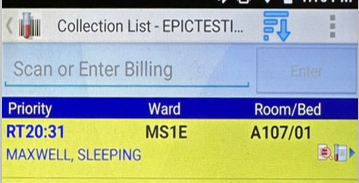 Collection List - EPICTESTI...
Scan or Enter Billing
Enter
Priority Ward Room/Bed
RT20:31 MS1E A107/01
MAXWELL, SLEEPING